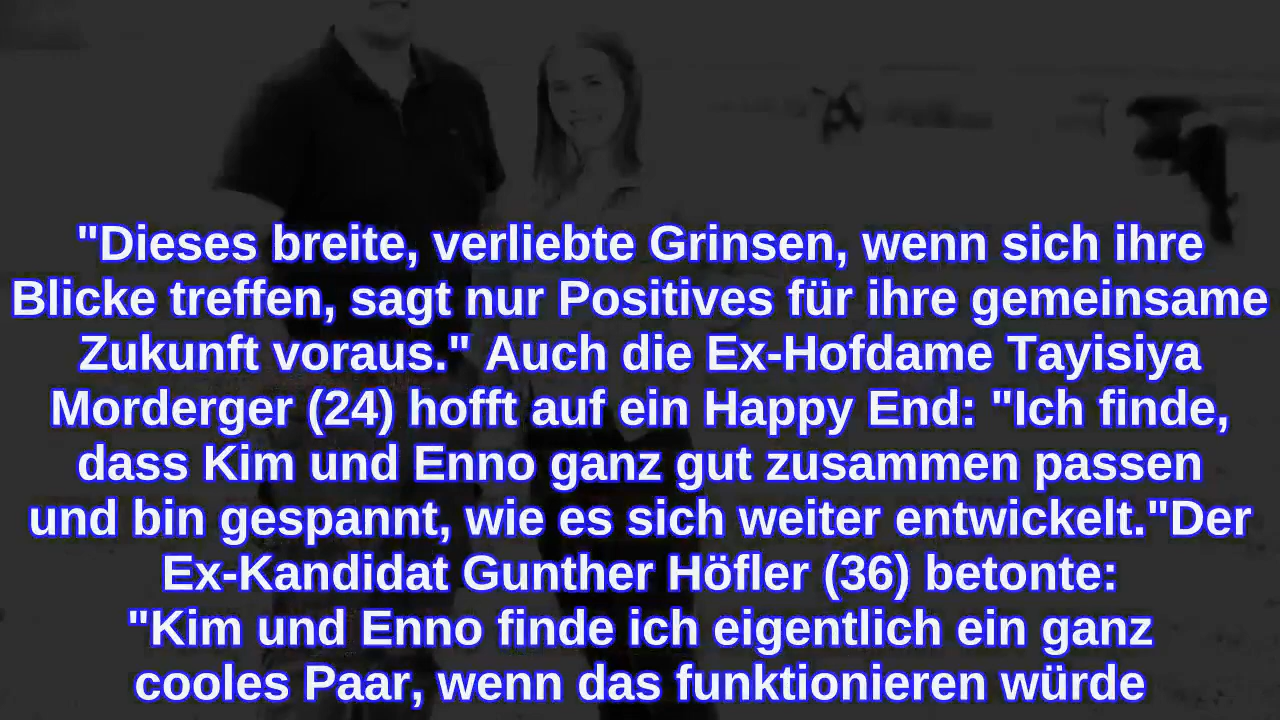 "Dieses breite, verliebte Grinsen, wenn sich ihre
Blicke treffen, sagt nur Positives für ihre gemeinsame
Zukunft voraus." Auch die Ex-Hofdame Tayisiya
Morderger (24) hofft auf ein Happy End: "Ich finde,
dass Kim und Enno ganz gut zusammen passen
und bin gespannt, wie es sich weiter entwickelt."Der
Ex-Kandidat Gunther Höfler (36) betonte:
"Kim und Enno finde ich eigentlich ein ganz
cooles Paar, wenn das funktionieren würde